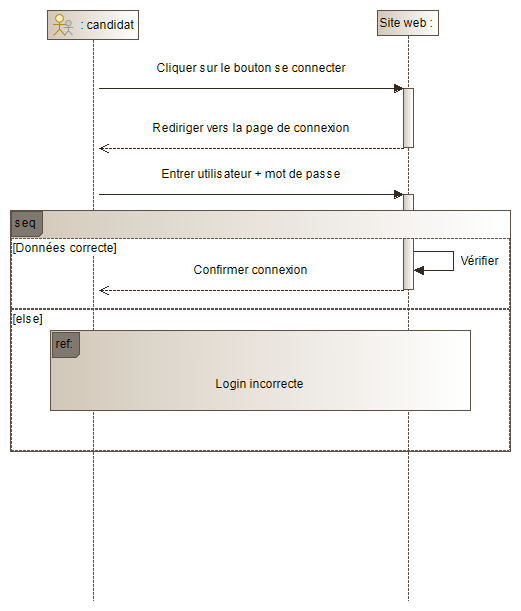 : candidat
Site web :
Cliquer sur le bouton se connecter
Rediriger vers la page de connexion
Entrer utilisateur + mot de passe
seq
[Données correcte]
Vérifier
Confirmer connexion
[else]
ref:
Login incorrecte